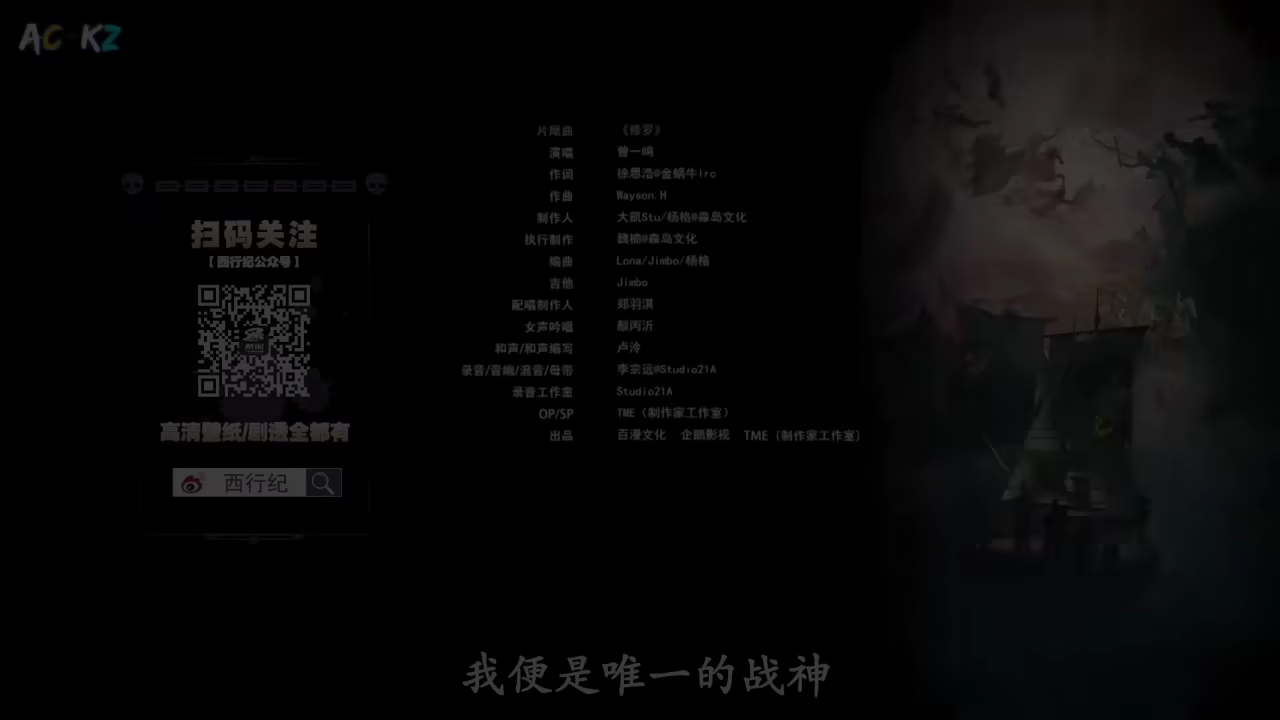 AC-KZ
扫码关注
【西行纪公众号】
高清壁纸/剧透全都有
西行纪
片尾曲 《修罗》
演唱 曾一鸣
作词 徐思浩@金蜗牛lrc
作曲 Wayson.H
制作人 大凯Stu/杨格@森岛文化
执行制作 魏楠@森岛文化
编曲 Lona/Jimbo/杨格
吉他 Jimbo
配唱制作人 郑羽淇
女声吟唱 颜丙沂
和声/和声编写 卢泠
录音/音编/混音/母带 李宗远@Studio21A
录音工作室 Studio21A
OP/SP TME（制作家工作室）
出品 百漫文化 企鹅影视 TME（制作家工作室）
我便是唯一的战神